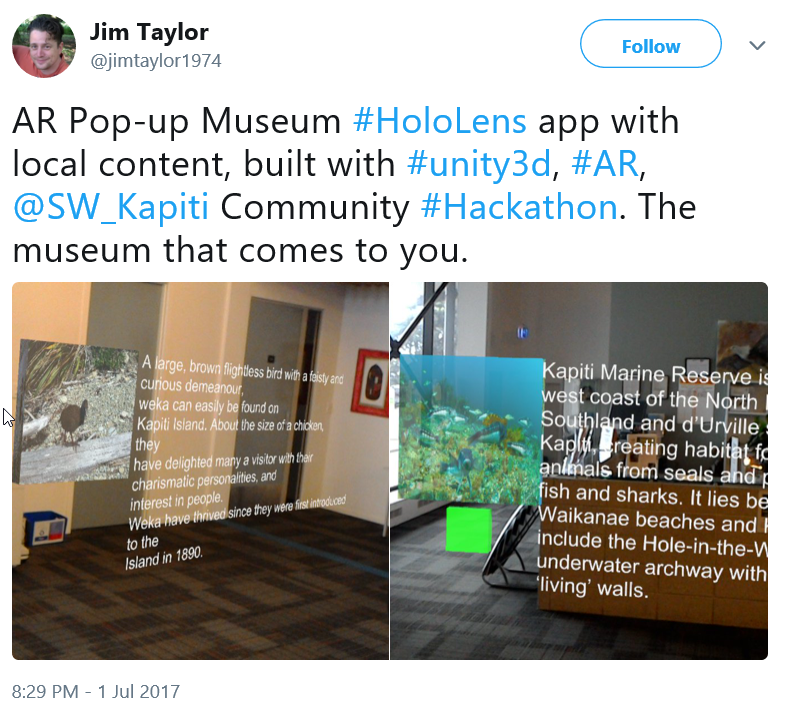 Jim Taylor
@jimtaylor1974
Follow
AR Pop-up Museum #HoloLens app with
local content, built with #unity3d, #AR,
@SW_Kapiti Community #Hackathon. The
museum that comes to you.
A large, brown flightless bird with a feisty and
curious demeanour,
weka can easily be found on
Kapiti Island. About the size of a chicken,
they
have delighted many a visitor with their
charismatic personalities, and
interest in people.
Weka have thrived since they were first introduced
to the
Island in 1890.
Kapiti Marine Reserve is
west coast of the North
Southland and d'Urville
Kapiti, creating habitat fo
animals from seals and p
fish and sharks. It lies be
Waikanae beaches and
include the Hole-in-the-W
underwater archway with
'living' walls.
8:29 PM - 1 Jul 2017